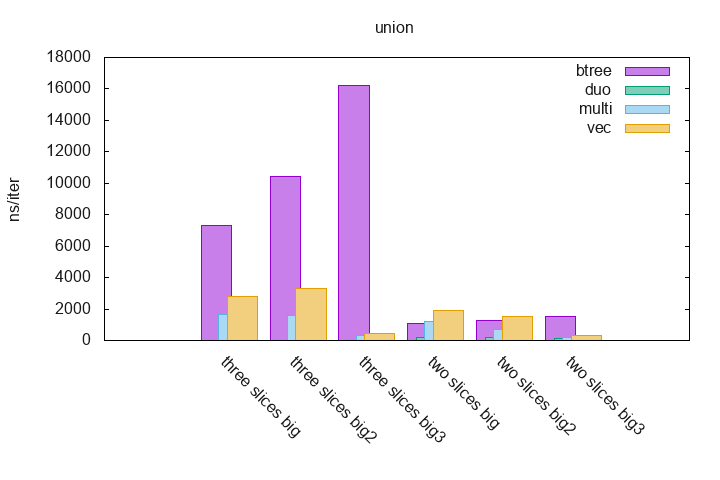 union
18000
16000
14000
12000
10000
8000
6000
4000
2000
0
ns/iter
btree
duo
multi
vec
three slices big
three slices big2
three slices big3
two slices big
two slices big2
two slices big3